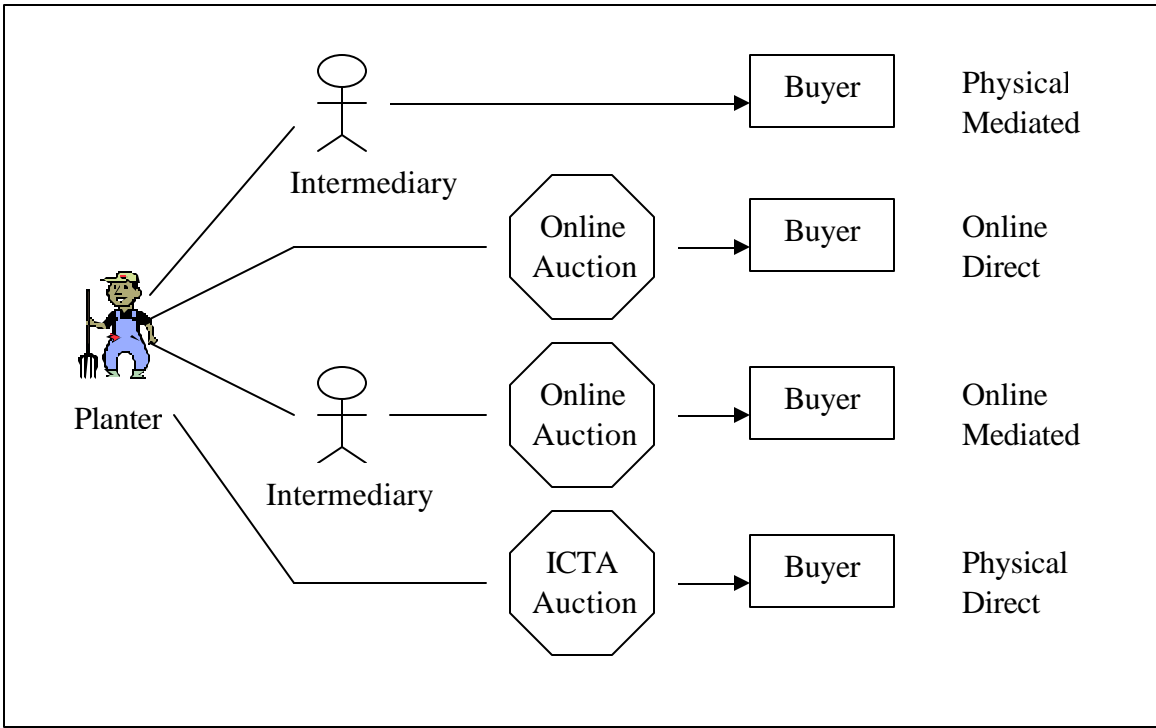 Buyer
Physical
Mediated
Intermediary
Online
Auction
Buyer
Online
Direct
Planter
Intermediary
Online
Auction
Buyer
Online
Mediated
ICTA
Auction
Buyer
Physical
Direct